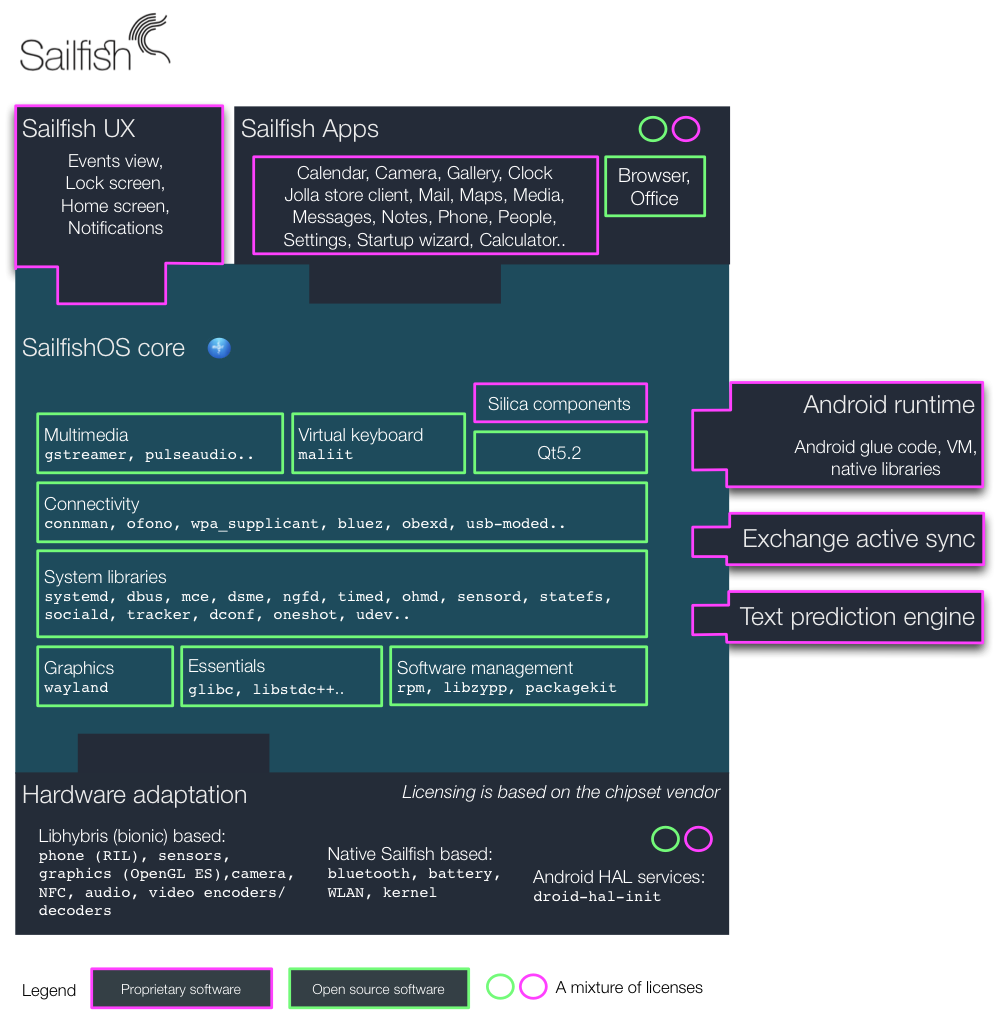 Sailfish
Sailfish UX
Events view,
Lock screen,
Home screen,
Notifications
Sailfish Apps
Calendar, Camera, Gallery, Clock
Jolla store client, Mail, Maps, Media,
Messages, Notes, Phone, People,
Settings, Startup wizard, Calculator..
Browser,
Office
SailfishOS core
Silica components
Multimedia
gstreamer, pulseaudio..
Virtual keyboard
maliit
Qt5.2
Connectivity
connman, ofono, wpa_supplicant, bluez, obexd, usb-moded..
System libraries
systemd, dbus, mce, dsme, ngfd, timed, ohmd, sensord, statefs,
sociald, tracker, dconf, oneshot, udev..
Graphics
wayland
Essentials
glibc, libstdc++..
Software management
rpm, libzypp, packagekit
Android runtime
Android glue code, VM,
native libraries
Exchange active sync
Text prediction engine
Hardware adaptation
Licensing is based on the chipset vendor
Libhybris (bionic) based:
phone (RIL), sensors,
graphics (OpenGL ES),camera,
NFC, audio, video encoders/
decoders
Native Sailfish based:
bluetooth, battery,
WLAN, kernel
Android HAL services:
droid-hal-init
Legend
Proprietary software
Open source software
A mixture of licenses